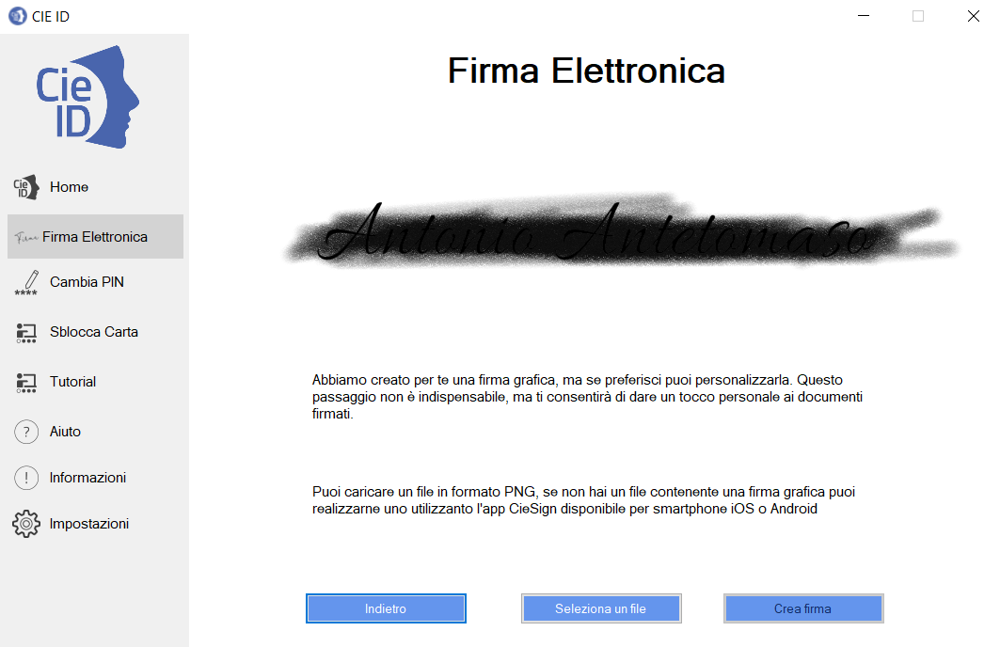 CIE ID
Cie
ID
Home
Firma Elettronica
Cambia PIN
Sblocca Carta
Tutorial
Aiuto
Informazioni
Impostazioni
Firma Elettronica
Abbiamo creato per te una firma grafica, ma se preferisci puoi personalizzarla. Questo
passaggio non è indispensabile, ma ti consentirà di dare un tocco personale ai documenti
firmati.
Puoi caricare un file in formato PNG, se non hai un file contenente una firma grafica puoi
realizzarne uno utilizzanto l'app CieSign disponibile per smartphone iOS o Android
Indietro
Seleziona un file
Crea firma